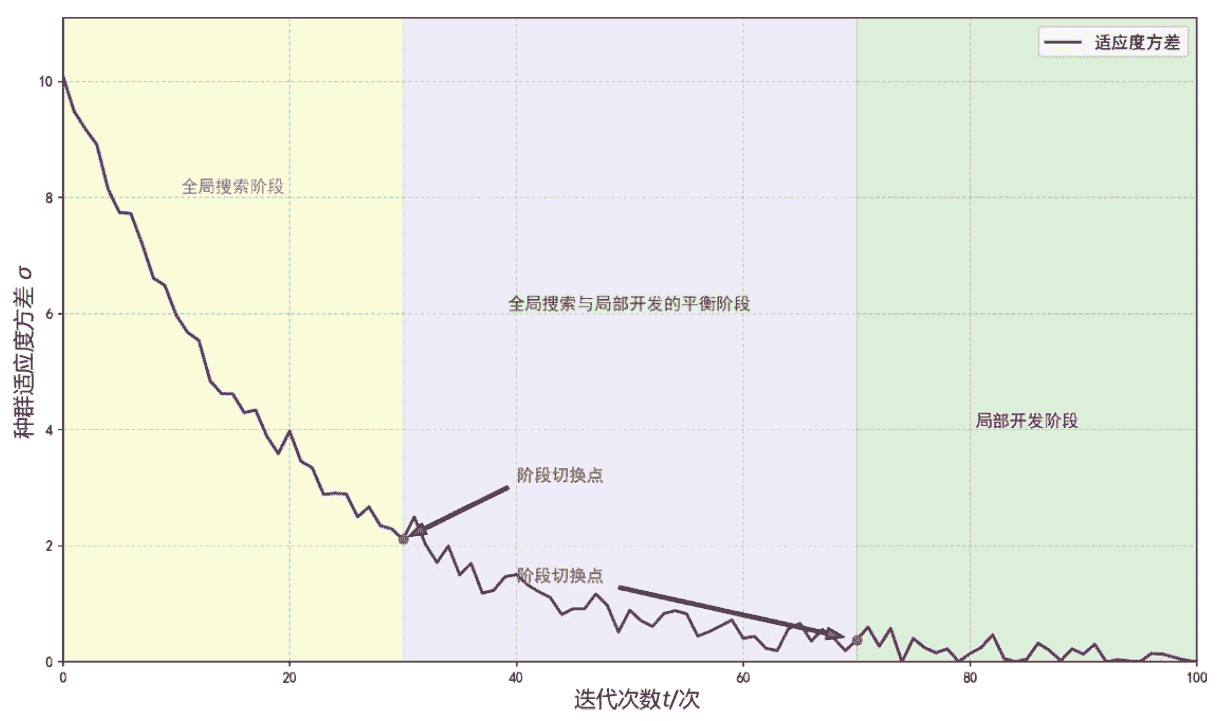 适应度方差
10
8
6
4
2
0
种群适应度方差 σ
全局搜索阶段
全局搜索与局部开发的平衡阶段
局部开发阶段
阶段切换点
阶段切换点
0 20 40 60 80 100
迭代次数t/次